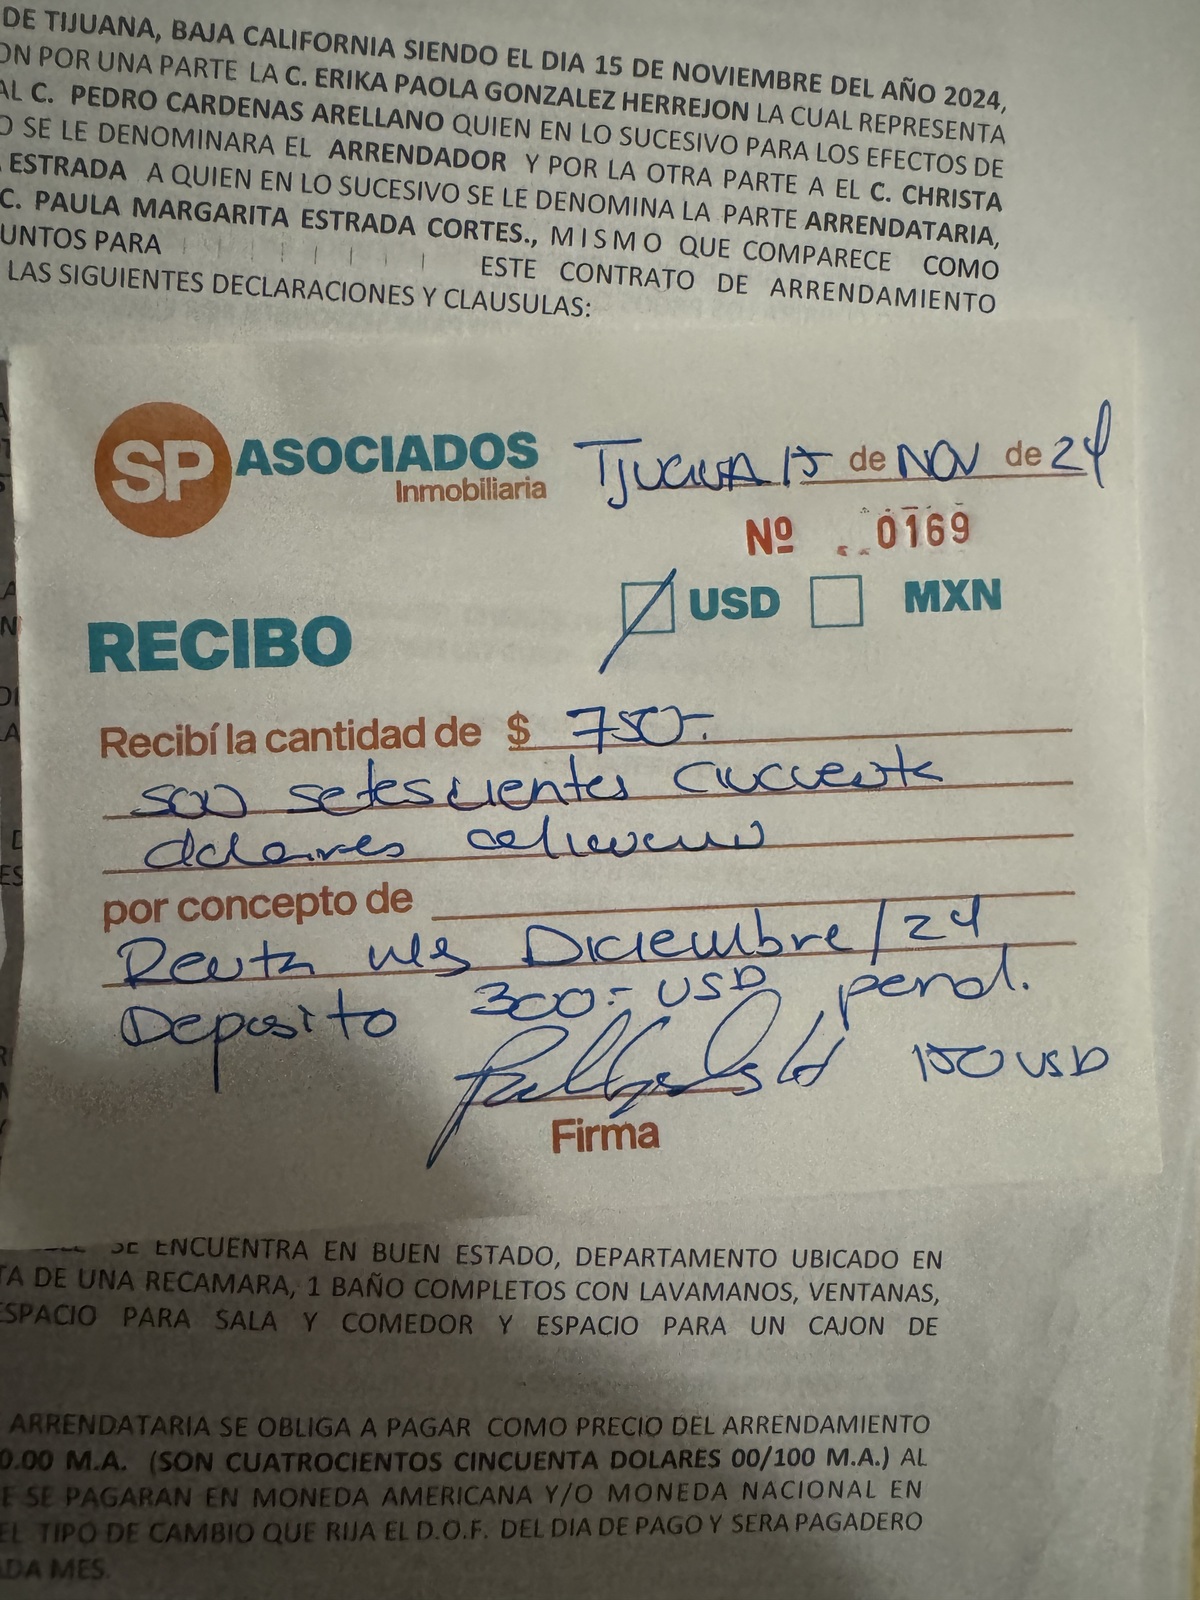 DE TIJUANA, BAJA CALIFORNIA SIENDO EL DIA 15 DE NOVIEMBRE DEL AÑO 2024,
ON POR UNA PARTE LA C. ERIKA PAOLA GONZALEZ HERREJON LA CUAL REPRESENTA
AL C. PEDRO CARDENAS ARELLANO QUIEN EN LO SUCESIVO PARA LOS EFECTOS DE
O SE LE DENOMINARA EL ARRENDADOR Y POR LA OTRA PARTE A EL C. CHRISTA
ESTRADA A QUIEN EN LO SUCESIVO SE LE DENOMINA LA PARTE ARRENDATARIA,
C. PAULA MARGARITA ESTRADA CORTES., MISMO QUE COMPARECE COMO
UNTOS PARA ESTE CONTRATO DE ARRENDAMIENTO
LAS SIGUIENTES DECLARACIONES Y CLAUSULAS:
SP ASOCIADOS
Inmobiliaria
Tijuana 15 de NOV de 24
Nº 0169
USD MXN
RECIBO
Recibí la cantidad de $ 750-.
son setescientes cincuenta
dolares
por concepto de
Renta mes Diciembre/24
Deposito 300.- USD pend.
150 USD
Firma
SE ENCUENTRA EN BUEN ESTADO, DEPARTAMENTO UBICADO EN
TA DE UNA RECAMARA, 1 BAÑO COMPLETOS CON LAVAMANOS, VENTANAS,
ESPACIO PARA SALA Y COMEDOR Y ESPACIO PARA UN CAJON DE
ARRENDATARIA SE OBLIGA A PAGAR COMO PRECIO DEL ARRENDAMIENTO
0.00 M.A. (SON CUATROCIENTOS CINCUENTA DOLARES 00/100 M.A.) AL
E SE PAGARAN EN MONEDA AMERICANA Y/O MONEDA NACIONAL EN
EL TIPO DE CAMBIO QUE RIJA EL D.O.F. DEL DIA DE PAGO Y SERA PAGADERO
ADA MES.